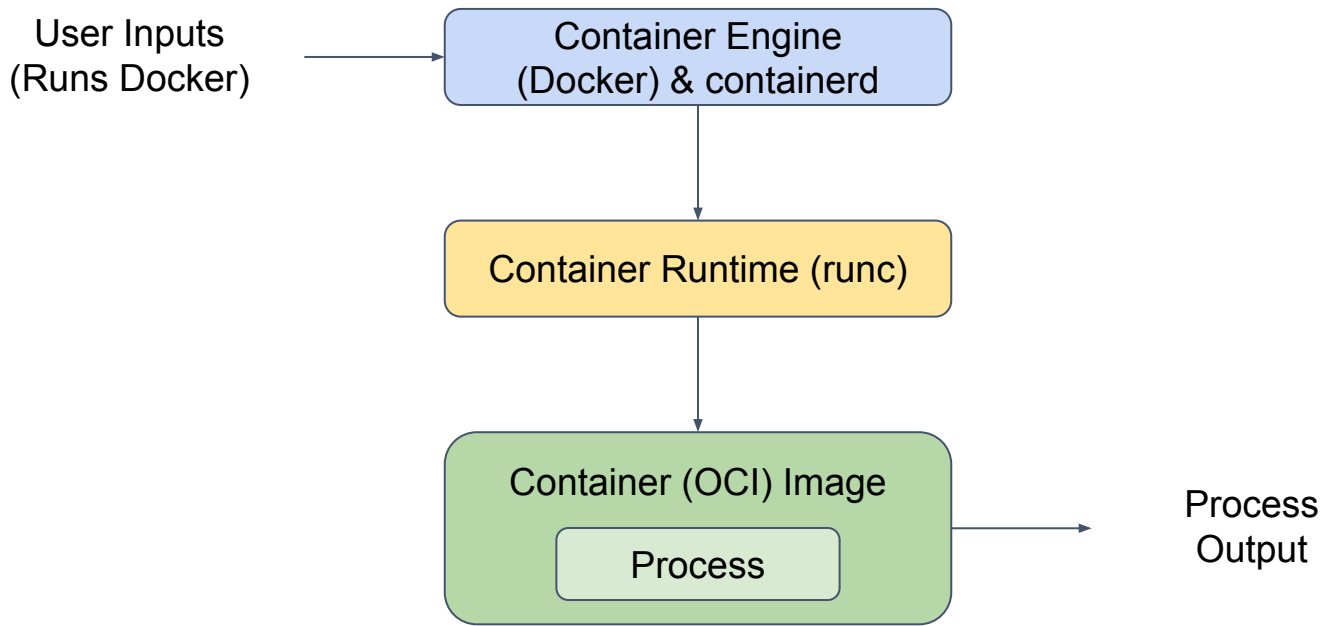 User Inputs
(Runs Docker)
Container Engine
(Docker) & containerd
Container Runtime (runc)
Container (OCI) Image
Process
Process
Output